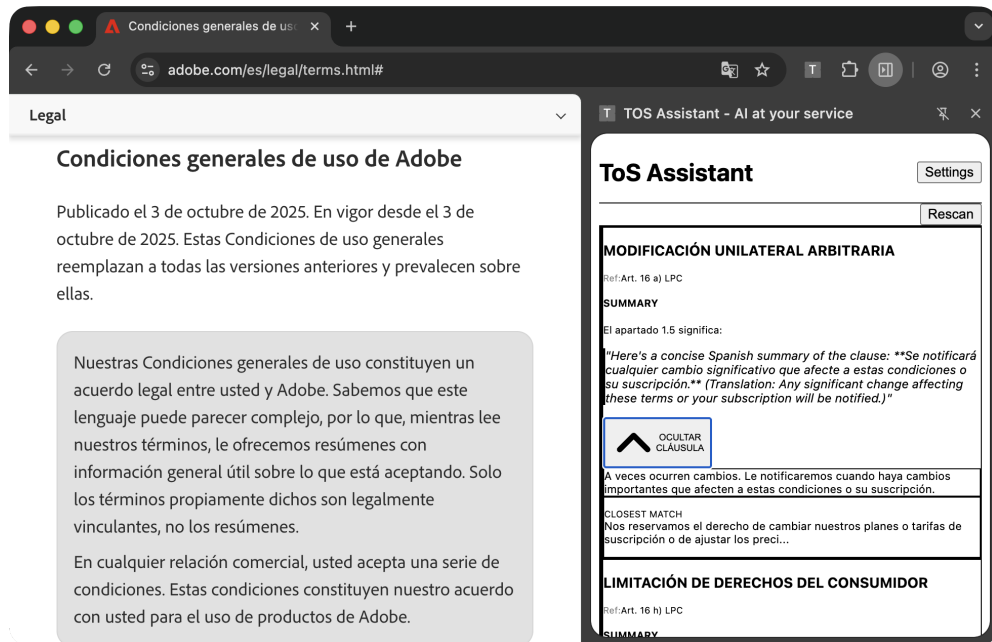 Condiciones generales de uso
adobe.com/es/legal/terms.html#
T
TOS Assistant - AI at your service
Legal
Condiciones generales de uso de Adobe
Publicado el 3 de octubre de 2025. En vigor desde el 3 de
octubre de 2025. Estas Condiciones de uso generales
reemplazan a todas las versiones anteriores y prevalecen sobre
ellas.
Nuestras Condiciones generales de uso constituyen un
acuerdo legal entre usted y Adobe. Sabemos que este
lenguaje puede parecer complejo, por lo que, mientras lee
nuestros términos, le ofrecemos resúmenes con
información general útil sobre lo que está aceptando. Solo
los términos propiamente dichos son legalmente
vinculantes, no los resúmenes.
En cualquier relación comercial, usted acepta una serie de
condiciones. Estas condiciones constituyen nuestro acuerdo
con usted para el uso de productos de Adobe.
ToS Assistant
Settings
Rescan
MODIFICACIÓN UNILATERAL ARBITRARIA
Ref:Art. 16 a) LPC
SUMMARY
El apartado 1.5 significa:
"Here's a concise Spanish summary of the clause: **Se notificará
cualquier cambio significativo que afecte a estas condiciones o
su suscripción.** (Translation: Any significant change affecting
these terms or your subscription will be notified.)"
OCULTAR
CLÁUSULA
A veces ocurren cambios. Le notificaremos cuando haya cambios
importantes que afecten a estas condiciones o su suscripción.
CLOSEST MATCH
Nos reservamos el derecho de cambiar nuestros planes o tarifas de
suscripción o de ajustar los preci...
LIMITACIÓN DE DERECHOS DEL CONSUMIDOR
Ref:Art. 16 h) LPC
SUMMARY